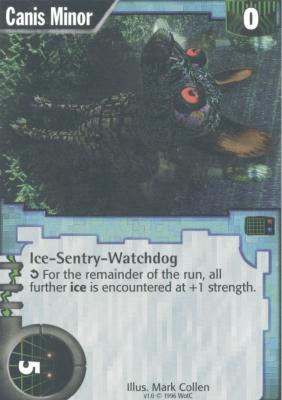 Canis Minor
0
Ice-Sentry-Watchdog
For the remainder of the run, all
further ice is encountered at +1 strength.
5
Illus. Mark Collen
v1.0 © 1996 WotC